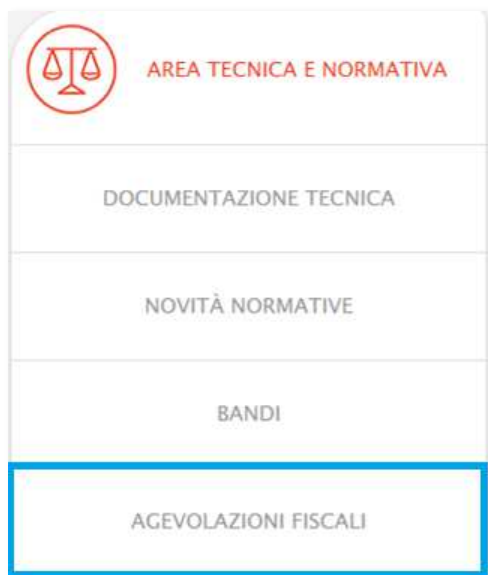 AREA TECNICA E NORMATIVA
DOCUMENTAZIONE TECNICA
NOVITÀ NORMATIVE
BANDI
AGEVOLAZIONI FISCALI